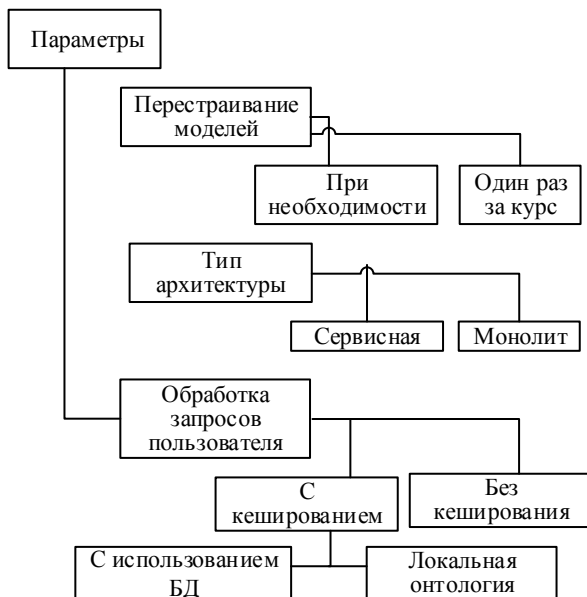 Параметры
Перестраивание
моделей
При
необходимости
Один раз
за курс
Тип
архитектуры
Сервисная
Монолит
Обработка
запросов
пользователя
С
кешированием
Без
кеширования
С использованием
БД
Локальная
онтология